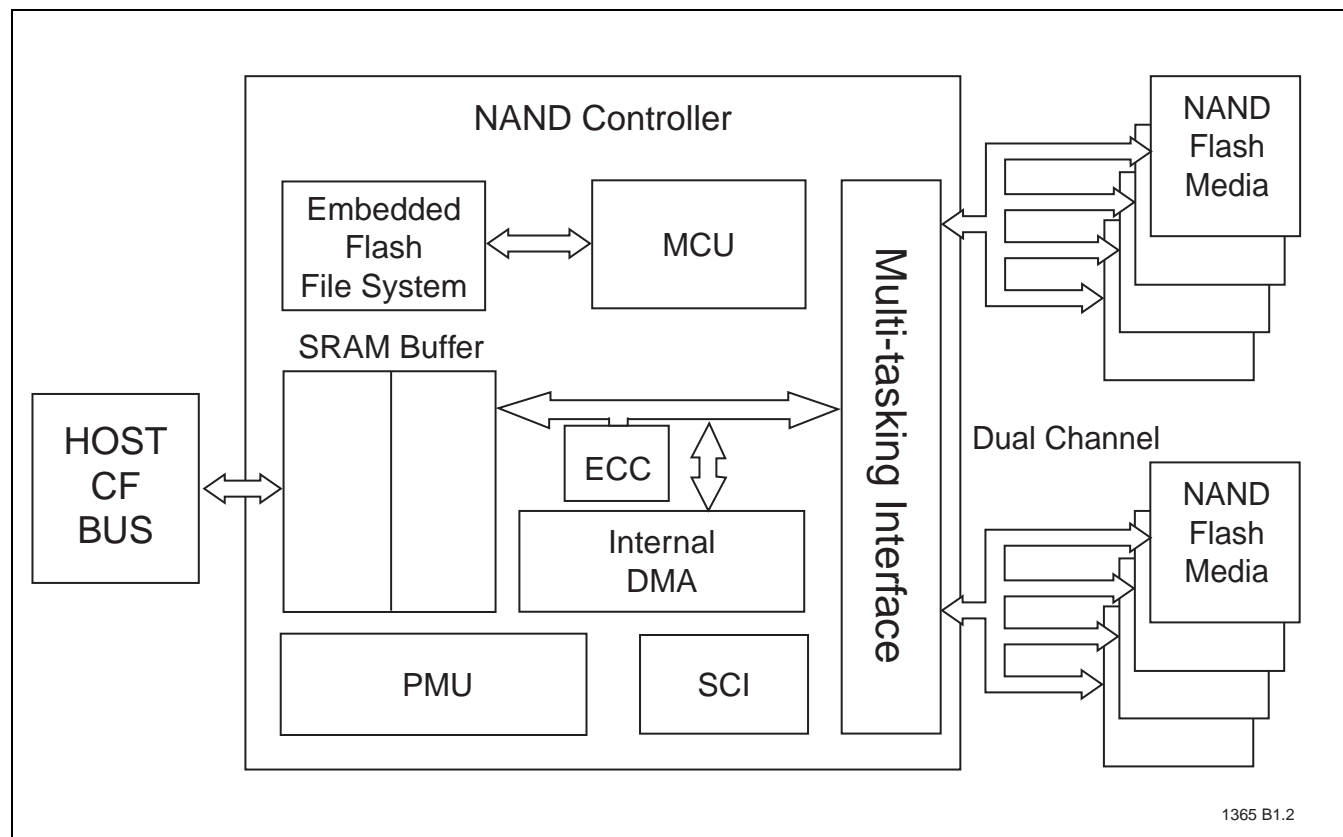 NAND Controller
Embedded
Flash
File System
MCU
SRAM Buffer
HOST
CF
BUS
ECC
Internal
DMA
PMU
SCI
Multi-tasking Interface
NAND
Flash
Media
Dual Channel
NAND
Flash
Media
1365 B1.2